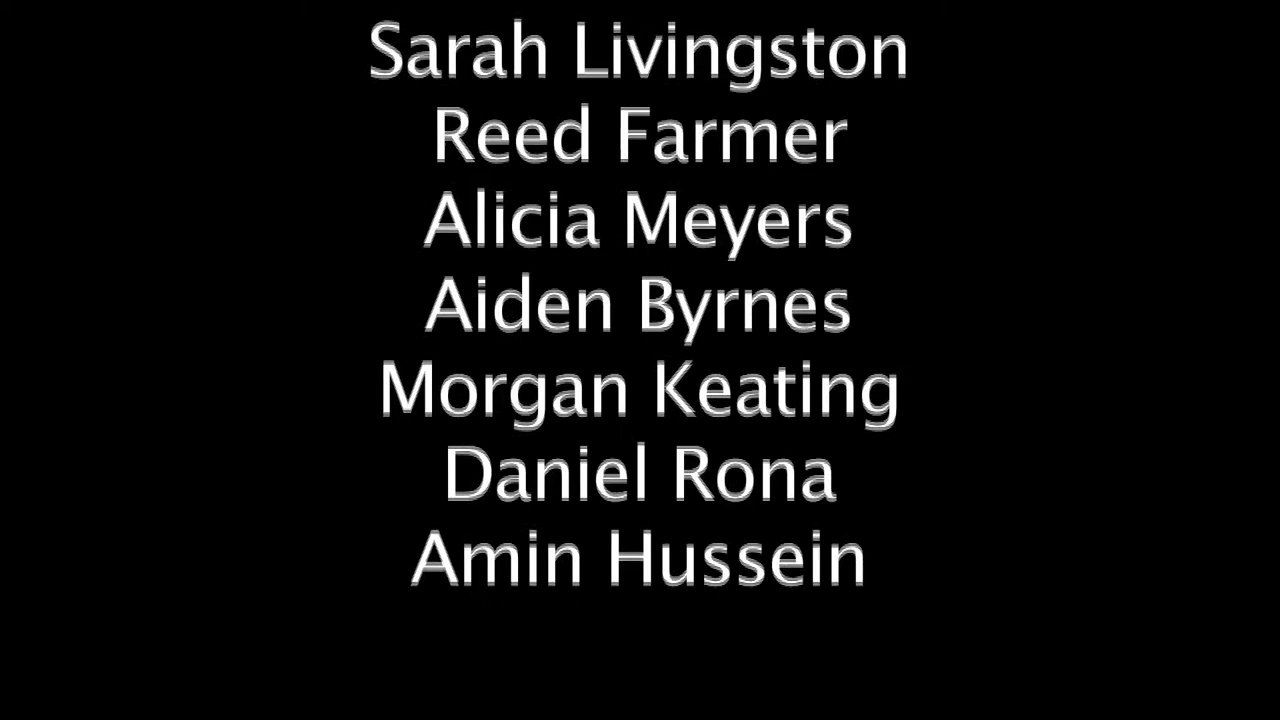 Sarah Livingston
Reed Farmer
Alicia Meyers
Aiden Byrnes
Morgan Keating
Daniel Rona
Amin Hussein